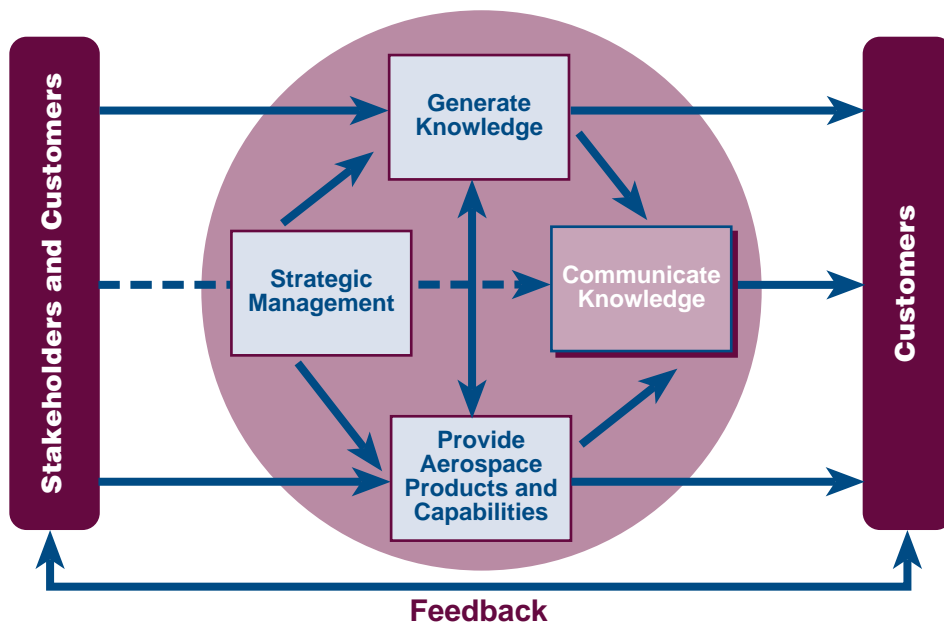 Stakeholders and Customers
Generate
Knowledge
Strategic
Management
Communicate
Knowledge
Provide
Aerospace
Products and
Capabilities
Customers
Feedback